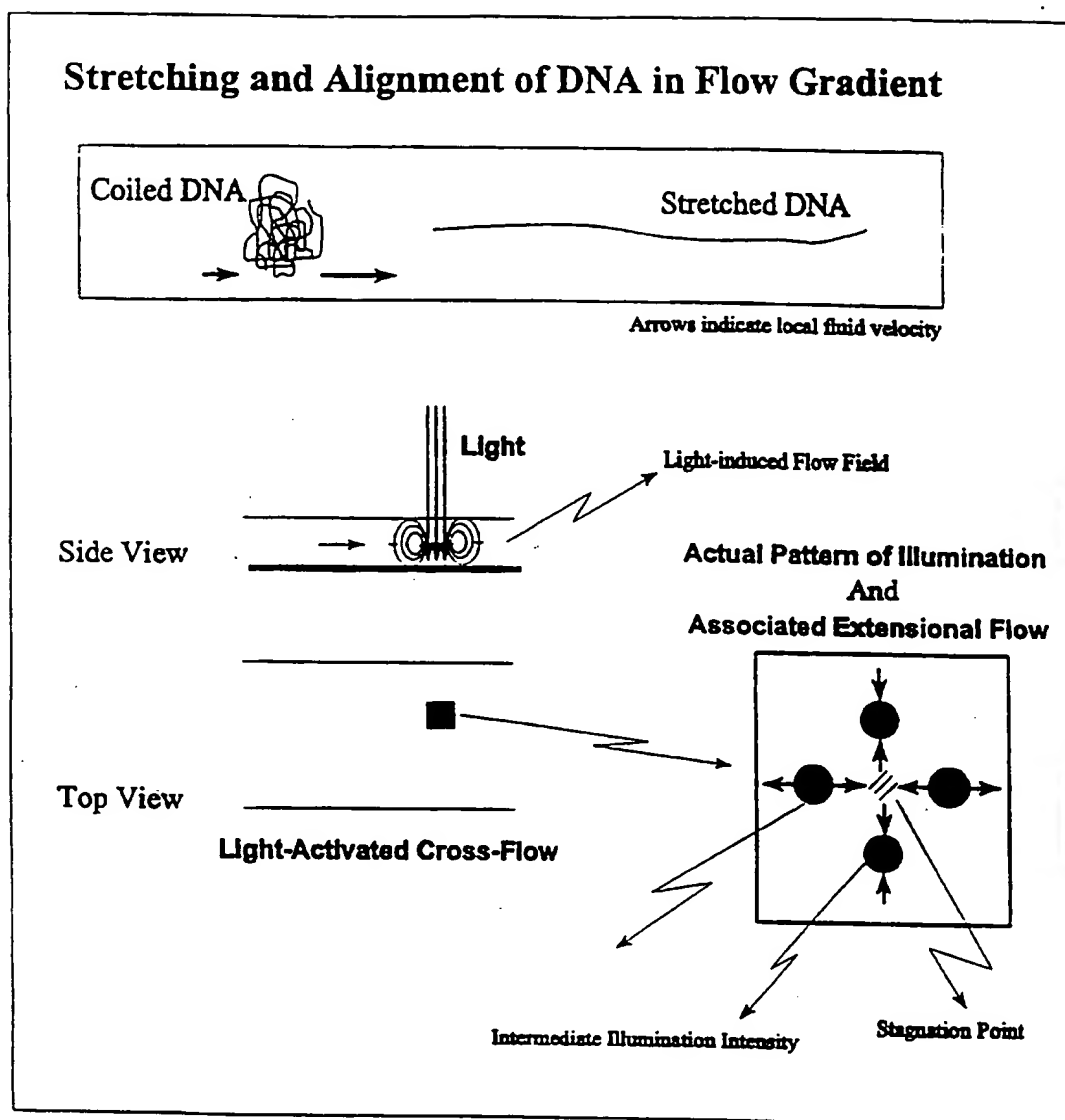 Stretching and Alignment of DNA in Flow Gradient
Coiled DNA
Stretched DNA
Arrows indicate local fluid velocity
Light
Light-induced Flow Field
Side View
Actual Pattern of Illumination
And
Associated Extensional Flow
Top View
Light-Activated Cross-Flow
Intermediate Illumination Intensity
Stagnation Point